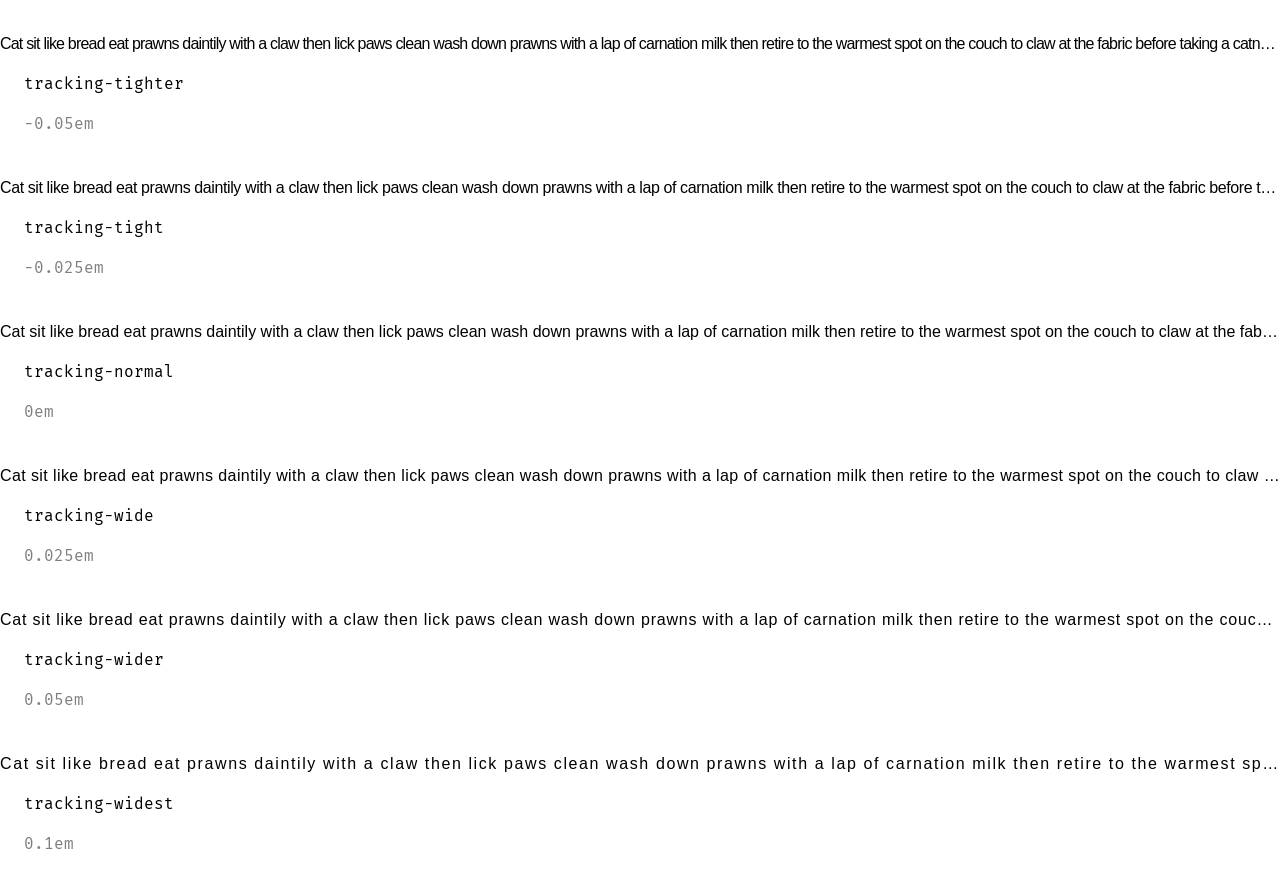 Cat sit like bread eat prawns daintily with a claw then lick paws clean wash down prawns with a lap of carnation milk then retire to the warmest spot on the couch to claw at the fabric before taking a catn…
tracking-tighter
-0.05em
Cat sit like bread eat prawns daintily with a claw then lick paws clean wash down prawns with a lap of carnation milk then retire to the warmest spot on the couch to claw at the fabric before t…
tracking-tight
-0.025em
Cat sit like bread eat prawns daintily with a claw then lick paws clean wash down prawns with a lap of carnation milk then retire to the warmest spot on the couch to claw at the fab…
tracking-normal
0em
Cat sit like bread eat prawns daintily with a claw then lick paws clean wash down prawns with a lap of carnation milk then retire to the warmest spot on the couch to claw …
tracking-wide
0.025em
Cat sit like bread eat prawns daintily with a claw then lick paws clean wash down prawns with a lap of carnation milk then retire to the warmest spot on the couc…
tracking-wider
0.05em
Cat sit like bread eat prawns daintily with a claw then lick paws clean wash down prawns with a lap of carnation milk then retire to the warmest sp…
tracking-widest
0.1em